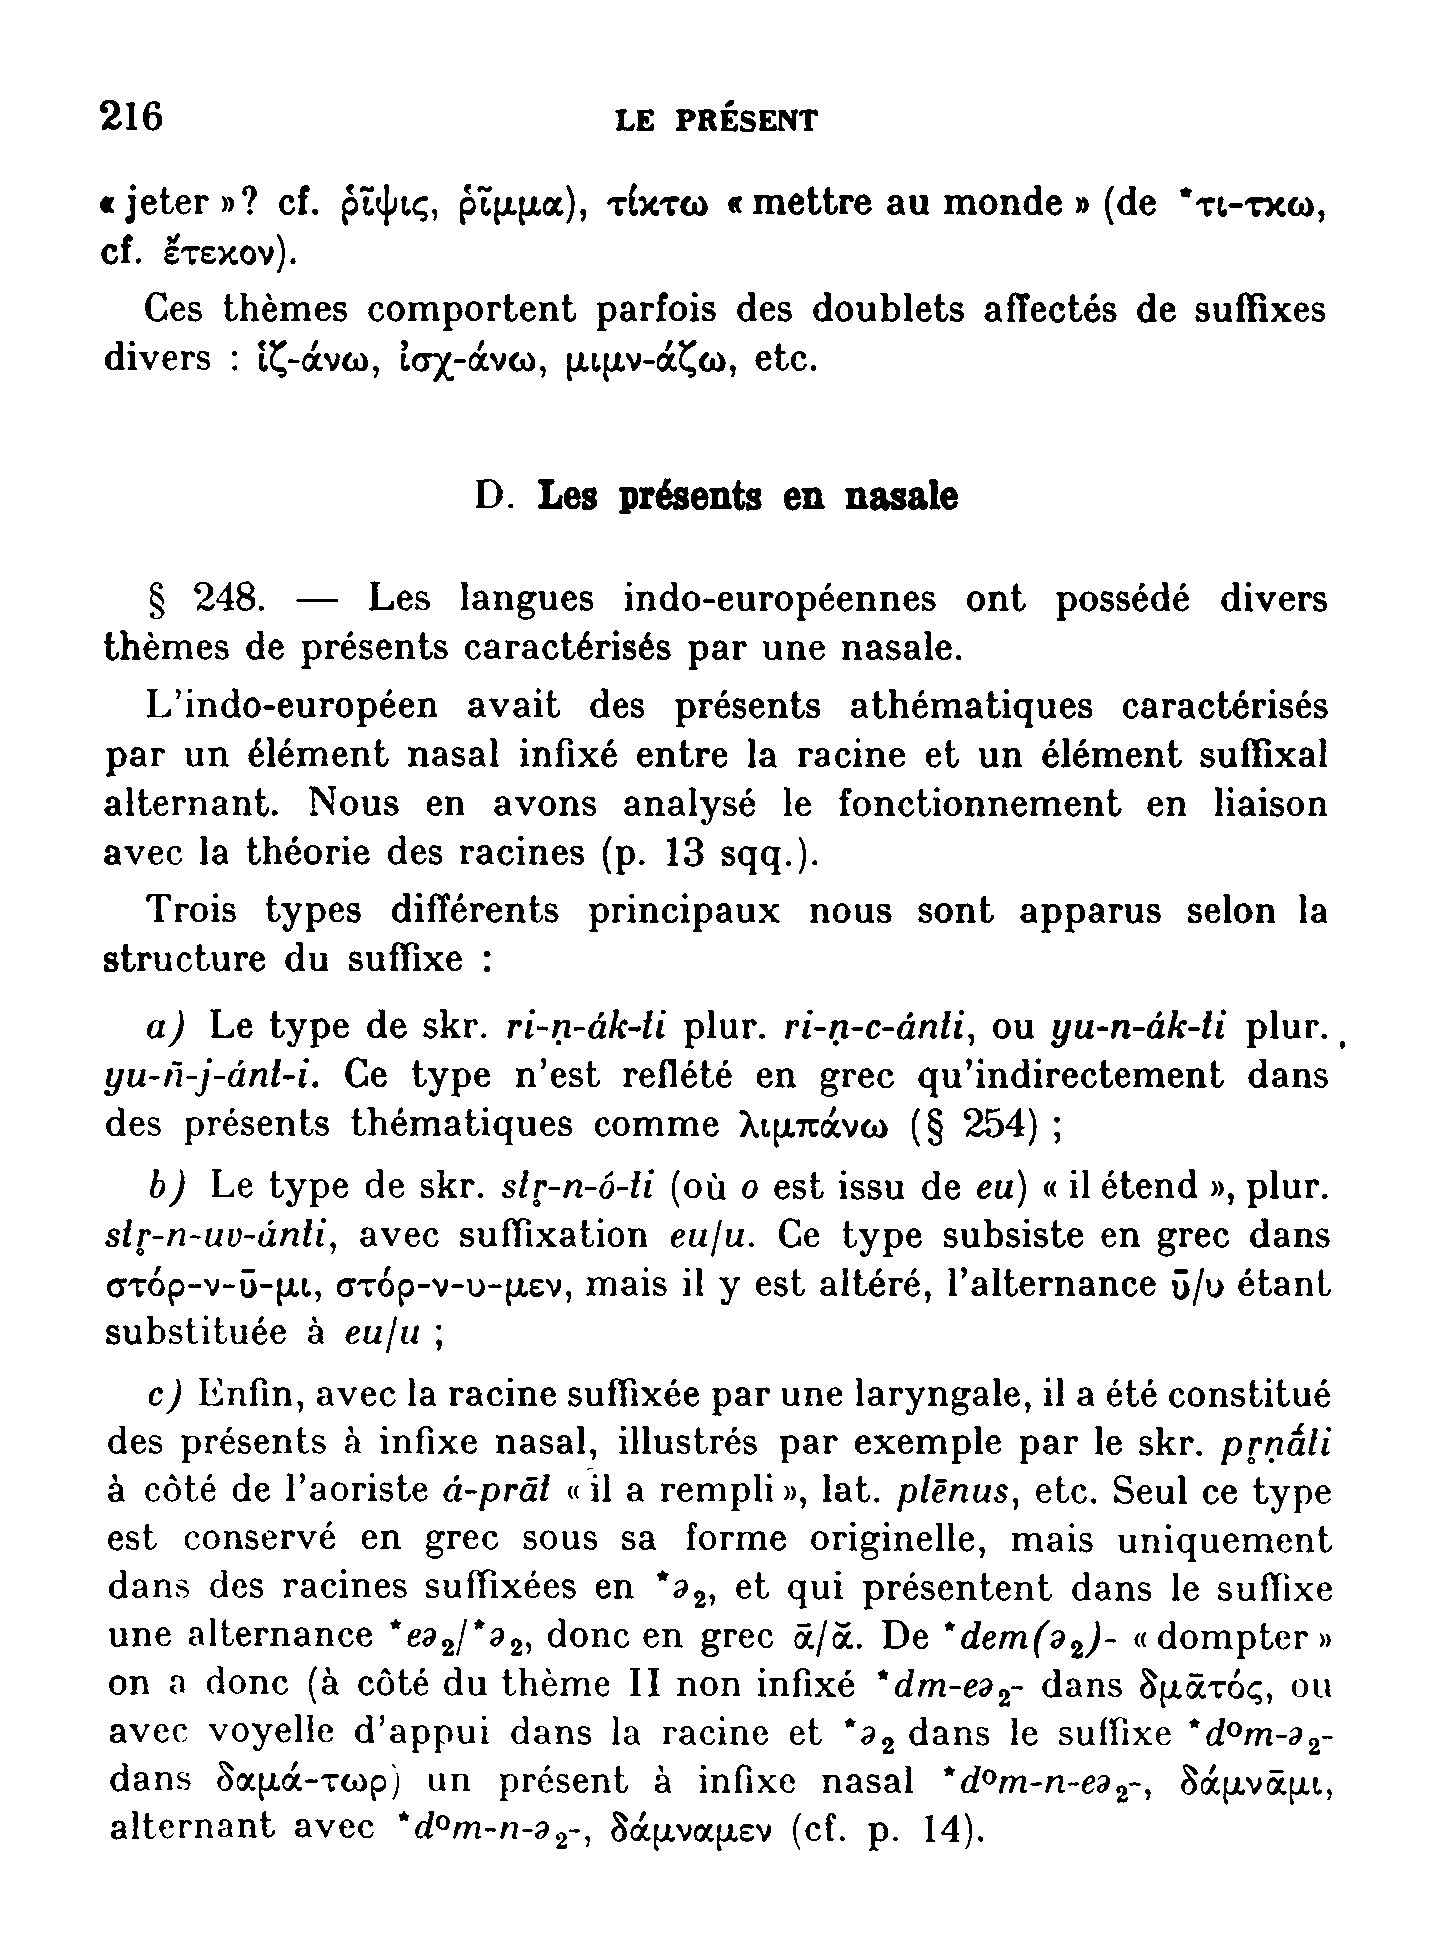 216 LE PRÉSENT
« jeter »? cf. ῥῖψις, ῥῖμμα), τίκτω « mettre au monde » (de *τι-τκω,
cf. ἔτεκον).
Ces thèmes comportent parfois des doublets affectés de suffixes
divers : ἱζ-άνω, ἰσχ-άνω, μιμν-άζω, etc.
D. Les présents en nasale
§ 248. — Les langues indo-européennes ont possédé divers
thèmes de présents caractérisés par une nasale.
L’indo-européen avait des présents athématiques caractérisés
par un élément nasal infixé entre la racine et un élément suffixal
alternant. Nous en avons analysé le fonctionnement en liaison
avec la théorie des racines (p. 13 sqq.).
Trois types différents principaux nous sont apparus selon la
structure du suffixe :
a) Le type de skr. ri-ṇ-ák-ti plur. ri-ṇ-c-ánti, ou yu-n-ák-ti plur.
yu-ñ-j-ánt-i. Ce type n’est reflété en grec qu’indirectement dans
des présents thématiques comme λιμπάνω (§ 254) ;
b) Le type de skr. stṛ-n-ó-ti (où o est issu de eu) « il étend », plur.
stṛ-n-uv-ánti, avec suffixation eu/u. Ce type subsiste en grec dans
στόρ-ν-ῡ-μι, στόρ-ν-υ-μεν, mais il y est altéré, l’alternance ῡ/υ étant
substituée à eu/u ;
c) Enfin, avec la racine suffixée par une laryngale, il a été constitué
des présents à infixe nasal, illustrés par exemple par le skr. pṛṇā́ti
à côté de l’aoriste á-prāt « il a rempli », lat. plēnus, etc. Seul ce type
est conservé en grec sous sa forme originelle, mais uniquement
dans des racines suffixées en *ə₂, et qui présentent dans le suffixe
une alternance *eə₂/*ə₂, donc en grec ᾱ/ᾰ. De *dem(ə₂)- « dompter »
on a donc (à côté du thème II non infixé *dm-eə₂- dans δμᾱτός, ou
avec voyelle d’appui dans la racine et *ə₂ dans le suffixe *dᵒm-ə₂-
dans δαμά-τωρ) un présent à infixe nasal *dᵒm-n-eə₂-, δάμνᾱμι,
alternant avec *dᵒm-n-ə₂-, δάμναμεν (cf. p. 14).